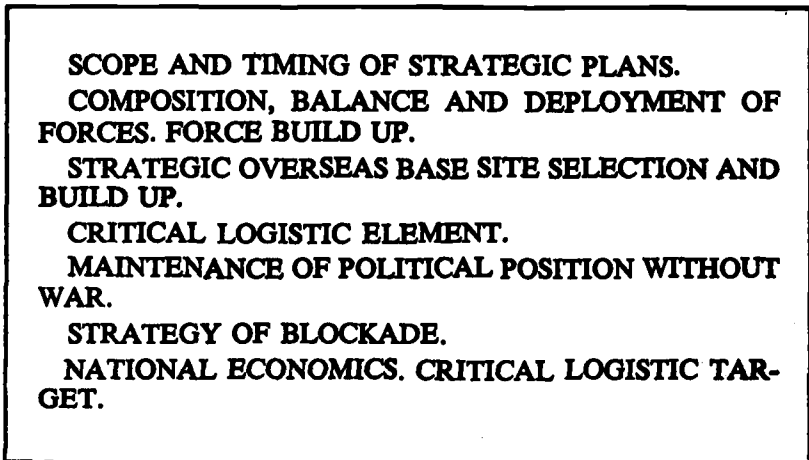 SCOPE AND TIMING OF STRATEGIC PLANS.
COMPOSITION, BALANCE AND DEPLOYMENT OF
FORCES. FORCE BUILD UP.
STRATEGIC OVERSEAS BASE SITE SELECTION AND
BUILD UP.
CRITICAL LOGISTIC ELEMENT.
MAINTENANCE OF POLITICAL POSITION WITHOUT
WAR.
STRATEGY OF BLOCKADE.
NATIONAL ECONOMICS. CRITICAL LOGISTIC TAR-
GET.